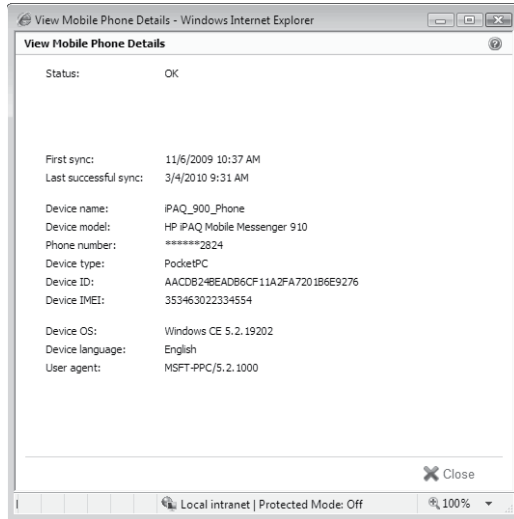 View Mobile Phone Details - Windows Internet Explorer
View Mobile Phone Details
Status: OK
First sync: 11/6/2009 10:37 AM
Last successful sync: 3/4/2010 9:31 AM
Device name: iPAQ_900_Phone
Device model: HP iPAQ Mobile Messenger 910
Phone number: ******2824
Device type: PocketPC
Device ID: AACDB24BEADB6CF11A2FA7201B6E9276
Device IMEI: 353463022334554
Device OS: Windows CE 5.2.19202
Device language: English
User agent: MSFT-PPC/5.2.1000
Close
Local intranet | Protected Mode: Off 100%